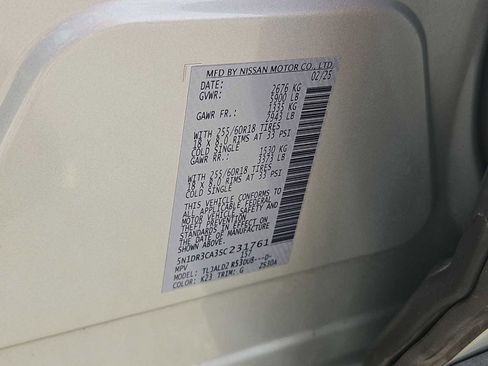 MFD BY NISSAN MOTOR CO., LTD.
DATE: 02/25
GVWR: 2676 KG
5900 LB
GAWR FR.: 1335 KG
2943 LB
WITH 255/60R18 TIRES
18 X 8.0 RIMS AT 33 PSI
COLD SINGLE
GAWR RR.: 1530 KG
3373 LB
WITH 255/60R18 TIRES
18 X 8.0 RIMS AT 33 PSI
COLD SINGLE
THIS VEHICLE CONFORMS TO
ALL APPLICABLE FEDERAL
MOTOR VEHICLE SAFETY AND
THEFT PREVENTION
STANDARDS IN EFFECT ON
THE DATE OF MANUFACTURE
SHOWN ABOVE.
5N1DR3CA3SC231761
MPV 157
MODEL:
COLOR: K23 TRIM: G